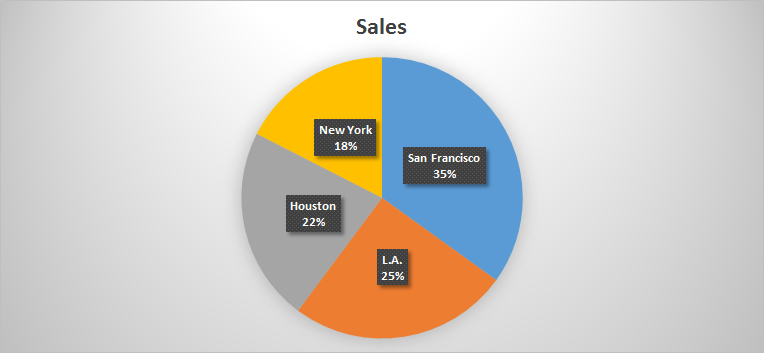 Sales
New York
18%
San Francisco
35%
Houston
22%
L.A.
25%